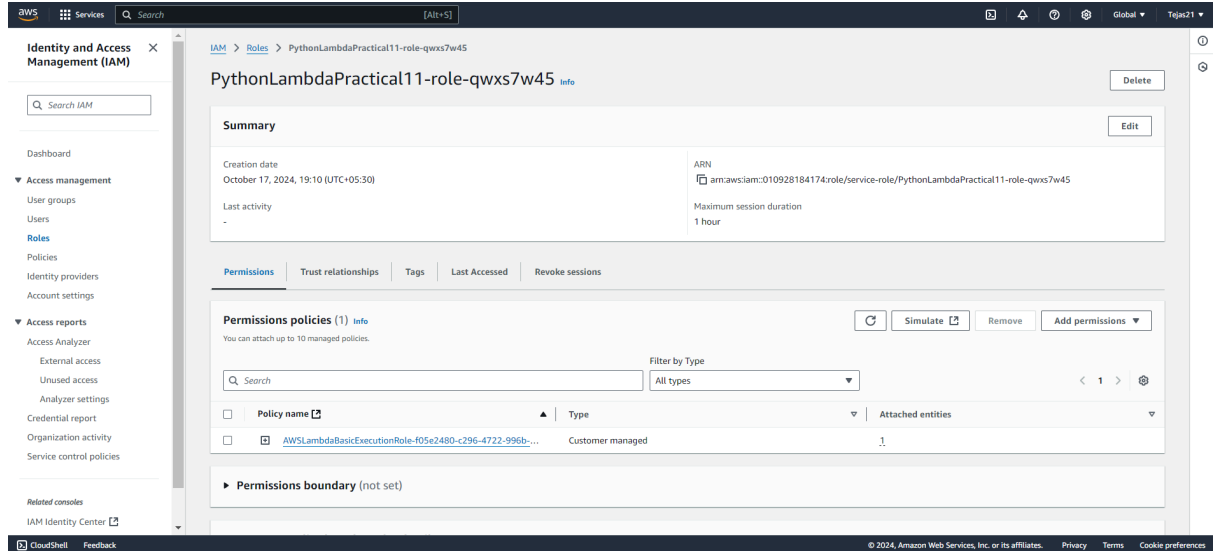 aws Services Search [Alt+S] Global Tejas21
Identity and Access Management (IAM)
Search IAM
Dashboard
Access management
User groups
Users
Roles
Policies
Identity providers
Account settings
Access reports
Access Analyzer
External access
Unused access
Analyzer settings
Credential report
Organization activity
Service control policies
Related consoles
IAM Identity Center
IAM > Roles > PythonLambdaPractical11-role-qwxs7w45
PythonLambdaPractical11-role-qwxs7w45 Info
Delete
Summary
Edit
Creation date
October 17, 2024, 19:10 (UTC+05:30)
Last activity
-
ARN
arn:aws:iam::010928184174:role/service-role/PythonLambdaPractical11-role-qwxs7w45
Maximum session duration
1 hour
Permissions Trust relationships Tags Last Accessed Revoke sessions
Permissions policies (1) Info
You can attach up to 10 managed policies.
Simulate Remove Add permissions
Filter by Type
Search All types < 1 >
Policy name Type Attached entities
AWSLambdaBasicExecutionRole-f05e2480-c296-4722-996b-... Customer managed 1
Permissions boundary (not set)
CloudShell Feedback © 2024, Amazon Web Services, Inc. or its affiliates. Privacy Terms Cookie preferences